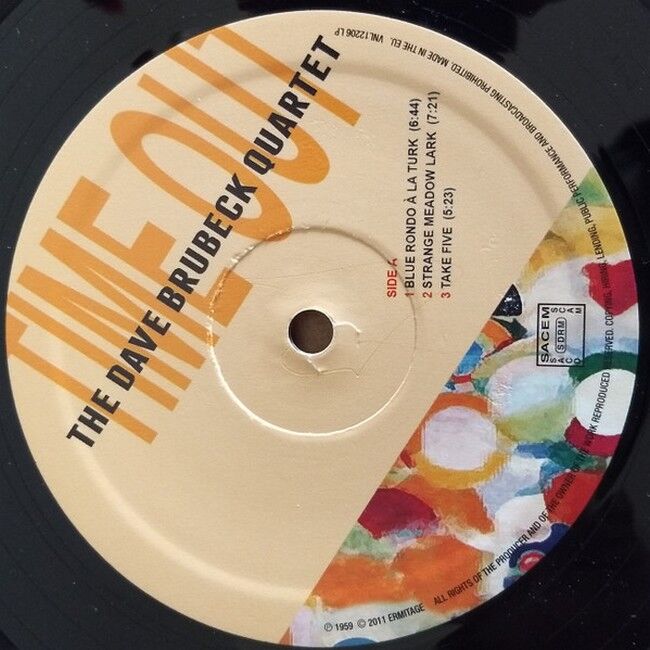 TIME OUT
THE DAVE BRUBECK QUARTET
SIDE A
1 BLUE RONDO À LA TURK (6:44)
2 STRANGE MEADOW LARK (7:21)
3 TAKE FIVE (5:23)
SACEM
SDRM
SACD
SCAM
℗ 1959 © 2011 ERMITAGE ALL RIGHTS OF THE PRODUCER AND OF THE OWNER OF THE WORK REPRODUCED RESERVED. COPYING, HIRING, LENDING, PUBLIC PERFORMANCE AND BROADCASTING PROHIBITED. MADE IN THE EU. VNL12206LP